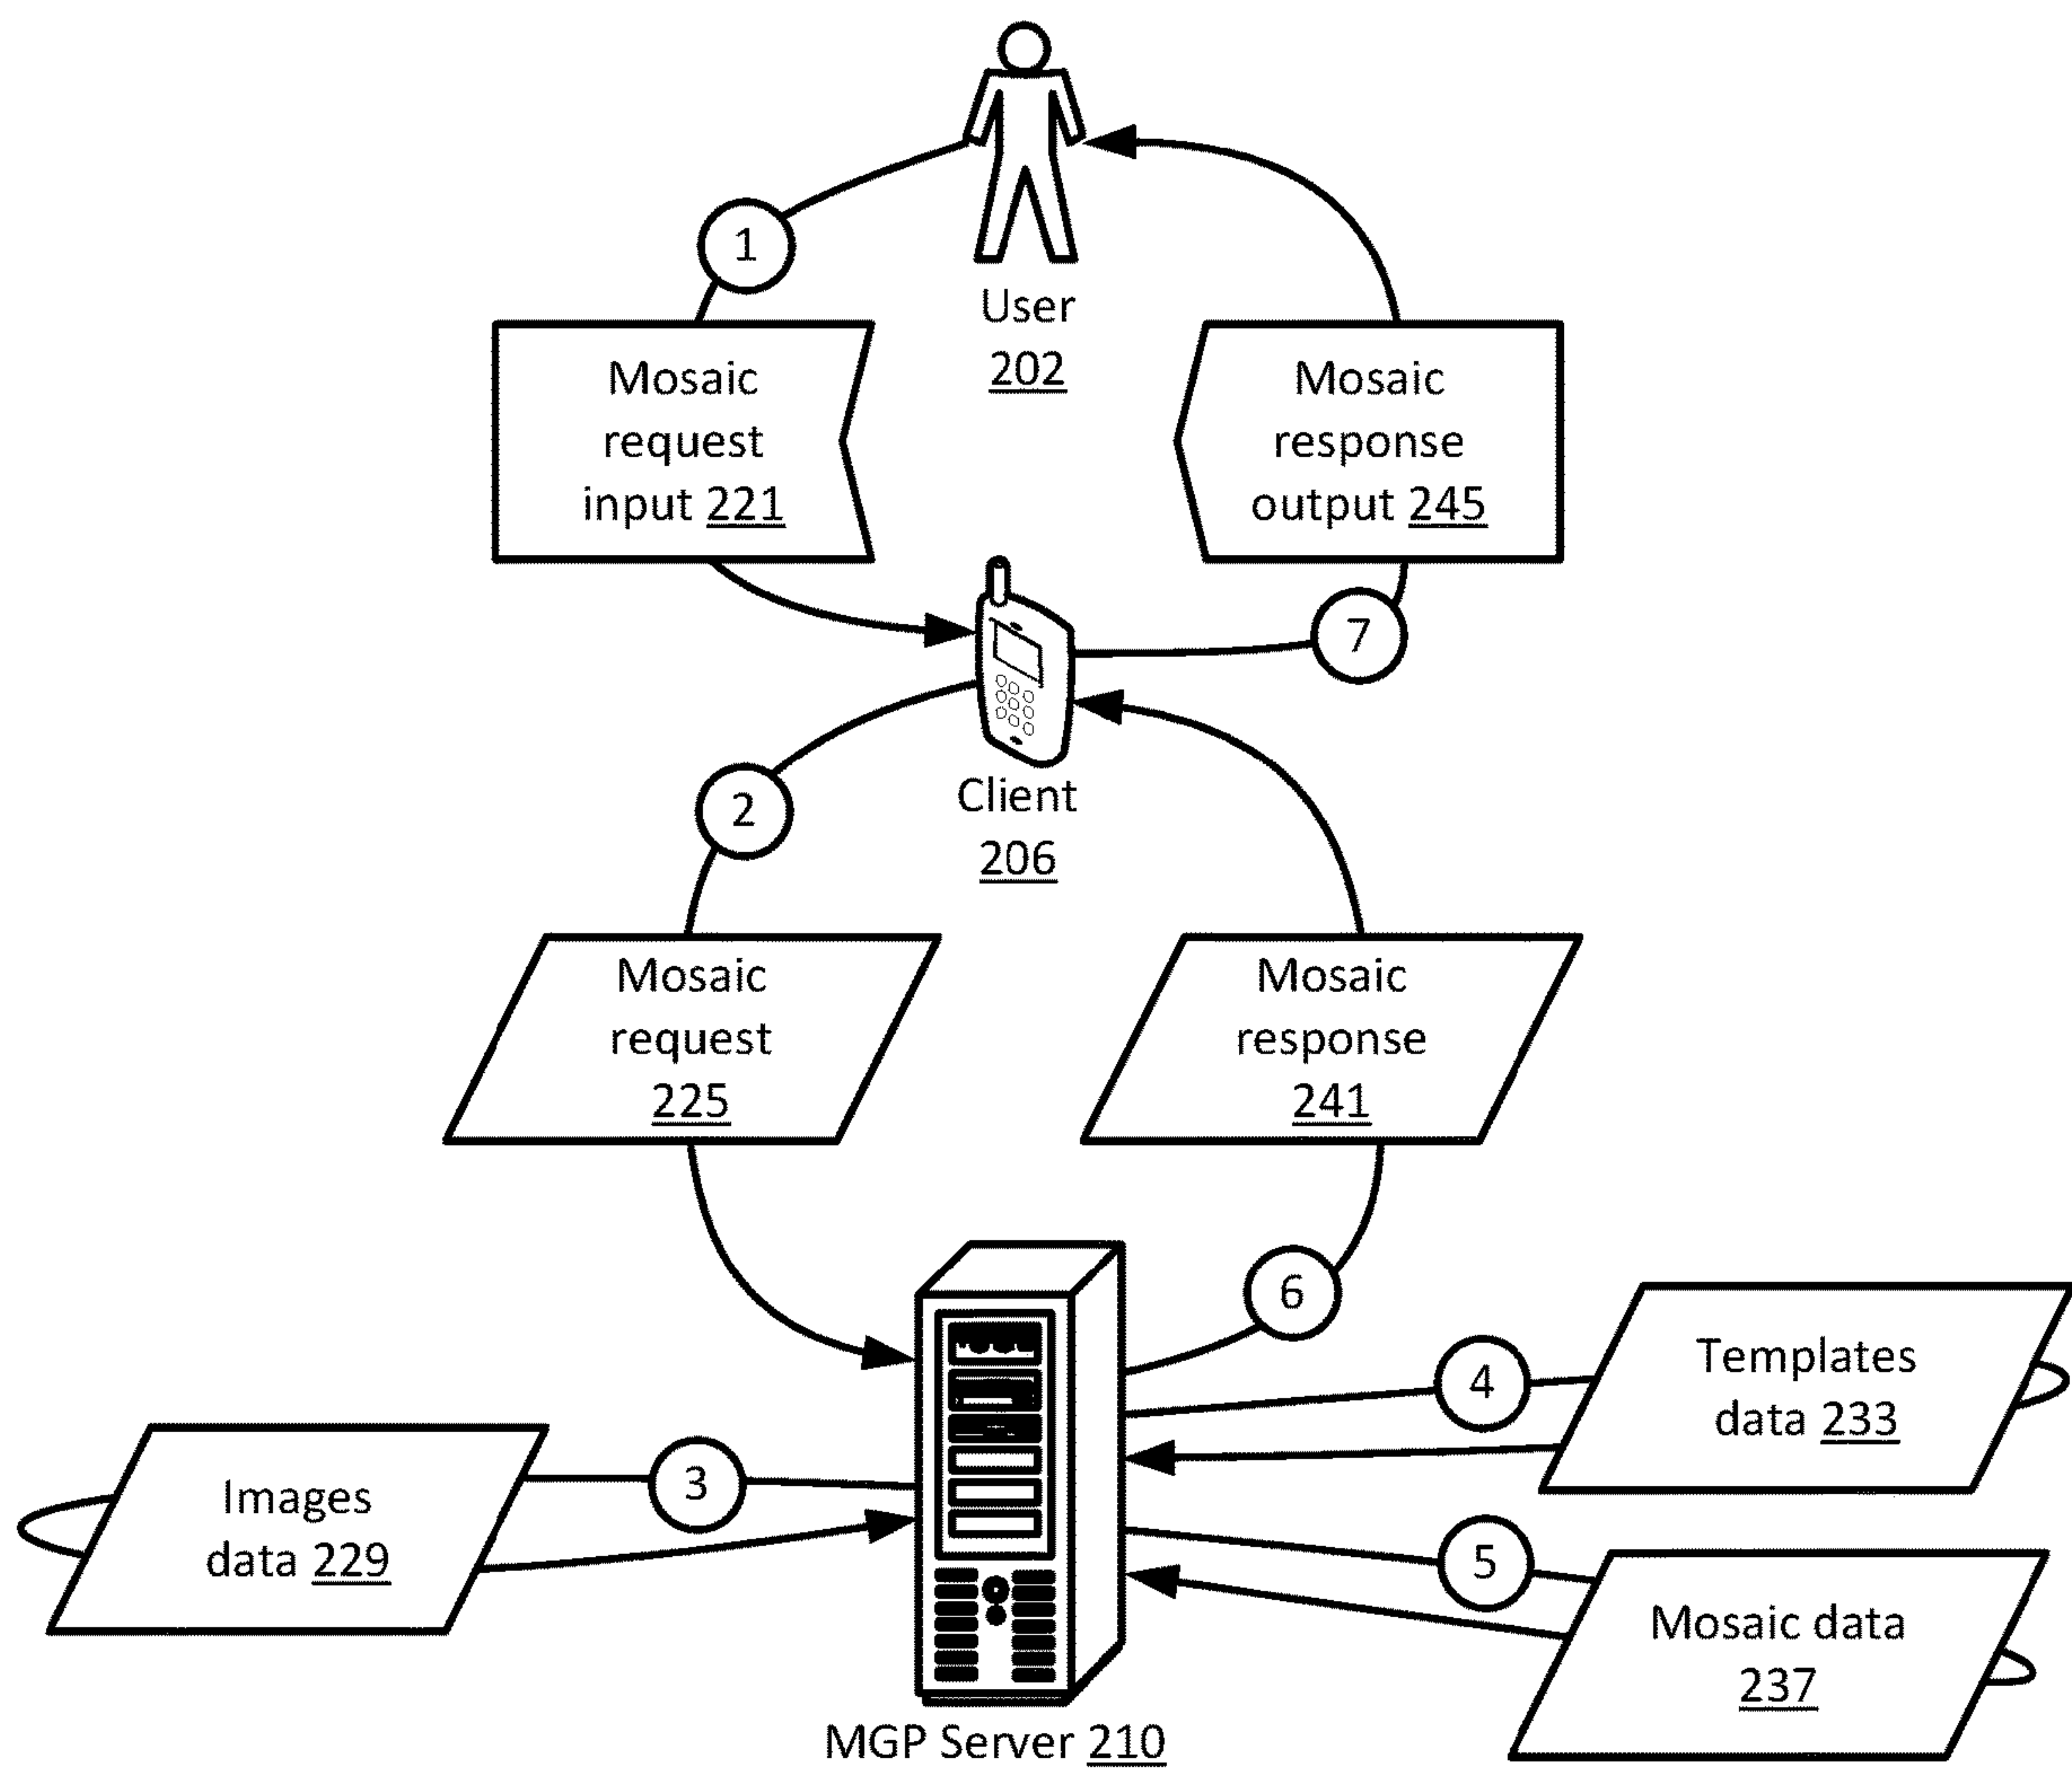 1
User
202
Mosaic
request
input 221
Mosaic
response
output 245
7
2
Client
206
Mosaic
request
225
Mosaic
response
241
6
4
Templates
data 233
3
Images
data 229
5
Mosaic data
237
MGP Server 210